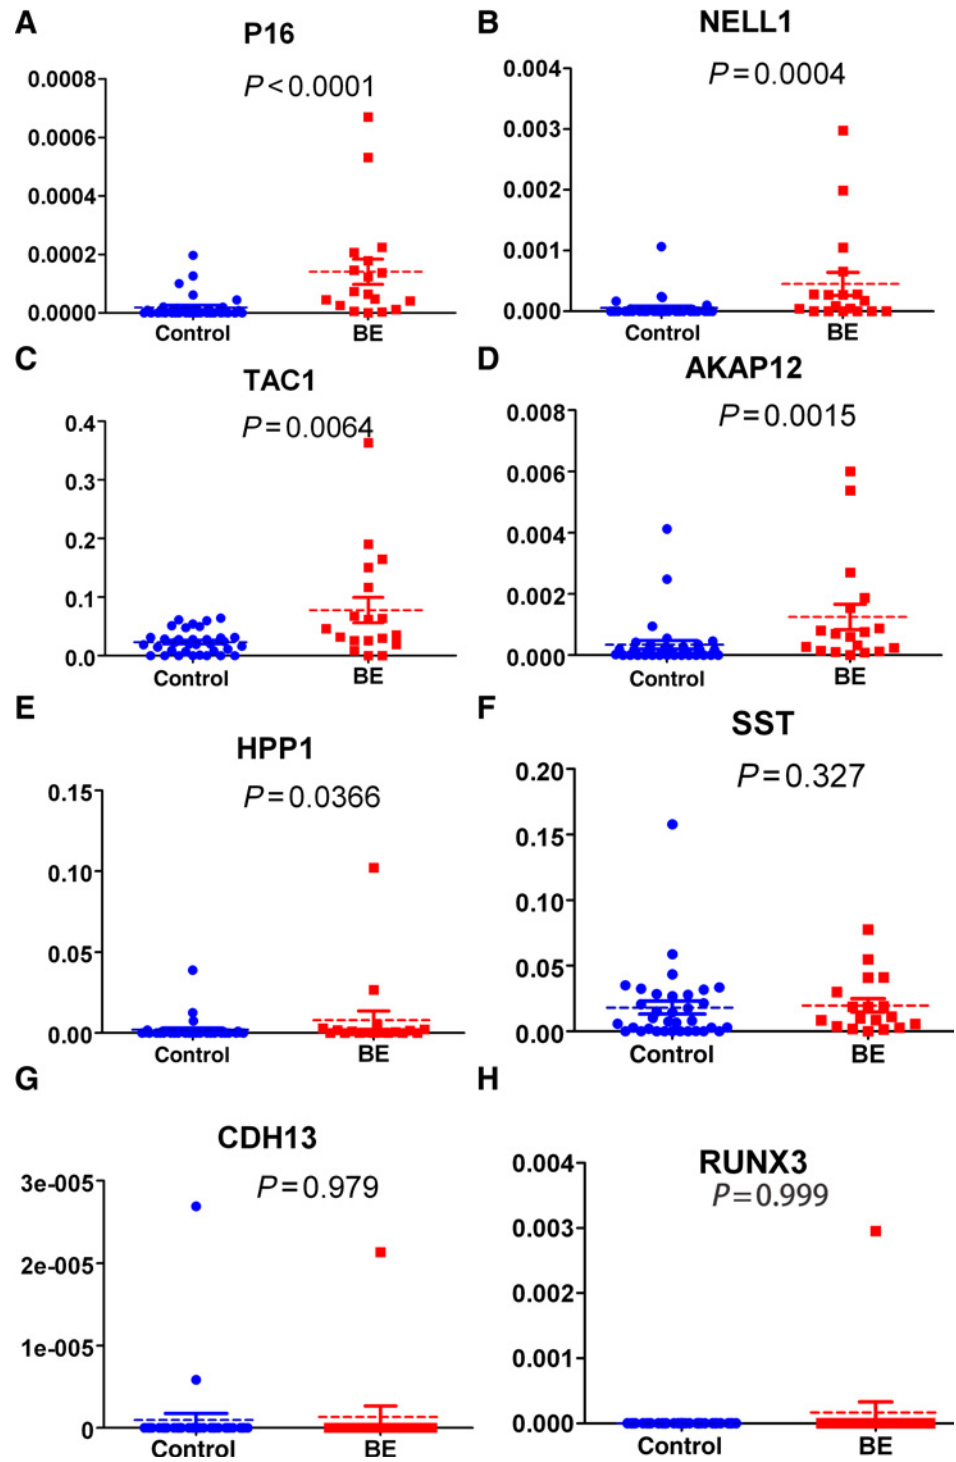 A
P16
P<0.0001
0.0008
0.0006
0.0004
0.0002
0.0000
Control BE
B
NELL1
P=0.0004
0.004
0.003
0.002
0.001
0.000
Control BE
C
TAC1
P=0.0064
0.4
0.3
0.2
0.1
0.0
Control BE
D
AKAP12
P=0.0015
0.008
0.006
0.004
0.002
0.000
Control BE
E
HPP1
P=0.0366
0.15
0.10
0.05
0.00
Control BE
F
SST
P=0.327
0.20
0.15
0.10
0.05
0.00
Control BE
G
CDH13
P=0.979
3e-005
2e-005
1e-005
0
Control BE
H
RUNX3
P=0.999
0.004
0.003
0.002
0.001
0.000
Control BE